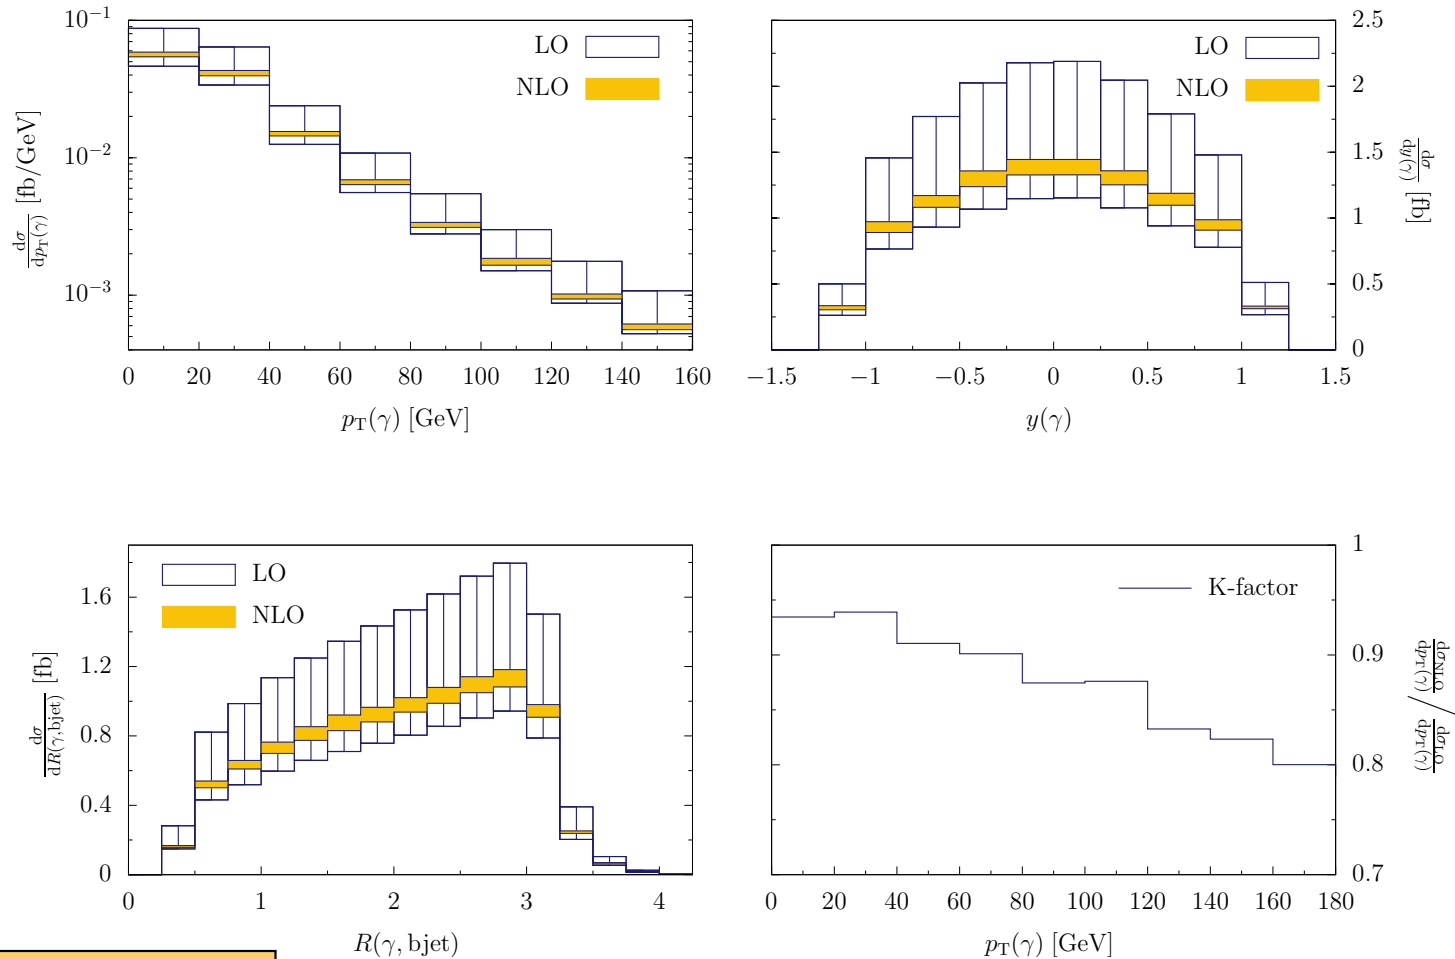 10⁻¹
10⁻²
10⁻³
dσ/dp_T(γ) [fb/GeV]
LO
NLO
0 20 40 60 80 100 120 140 160
p_T(γ) [GeV]
LO
NLO
2.5
2
1.5
1
0.5
0
dσ/dy(γ) [fb]
−1.5 −1 −0.5 0 0.5 1 1.5
y(γ)
LO
NLO
1.6
1.2
0.8
0.4
0
dσ/dR(γ,bjet) [fb]
0 1 2 3 4
R(γ, bjet)
K-factor
1
0.9
0.8
0.7
dσ_NLO/dp_T(γ) / dσ_LO/dp_T(γ)
0 20 40 60 80 100 120 140 160 180
p_T(γ) [GeV]